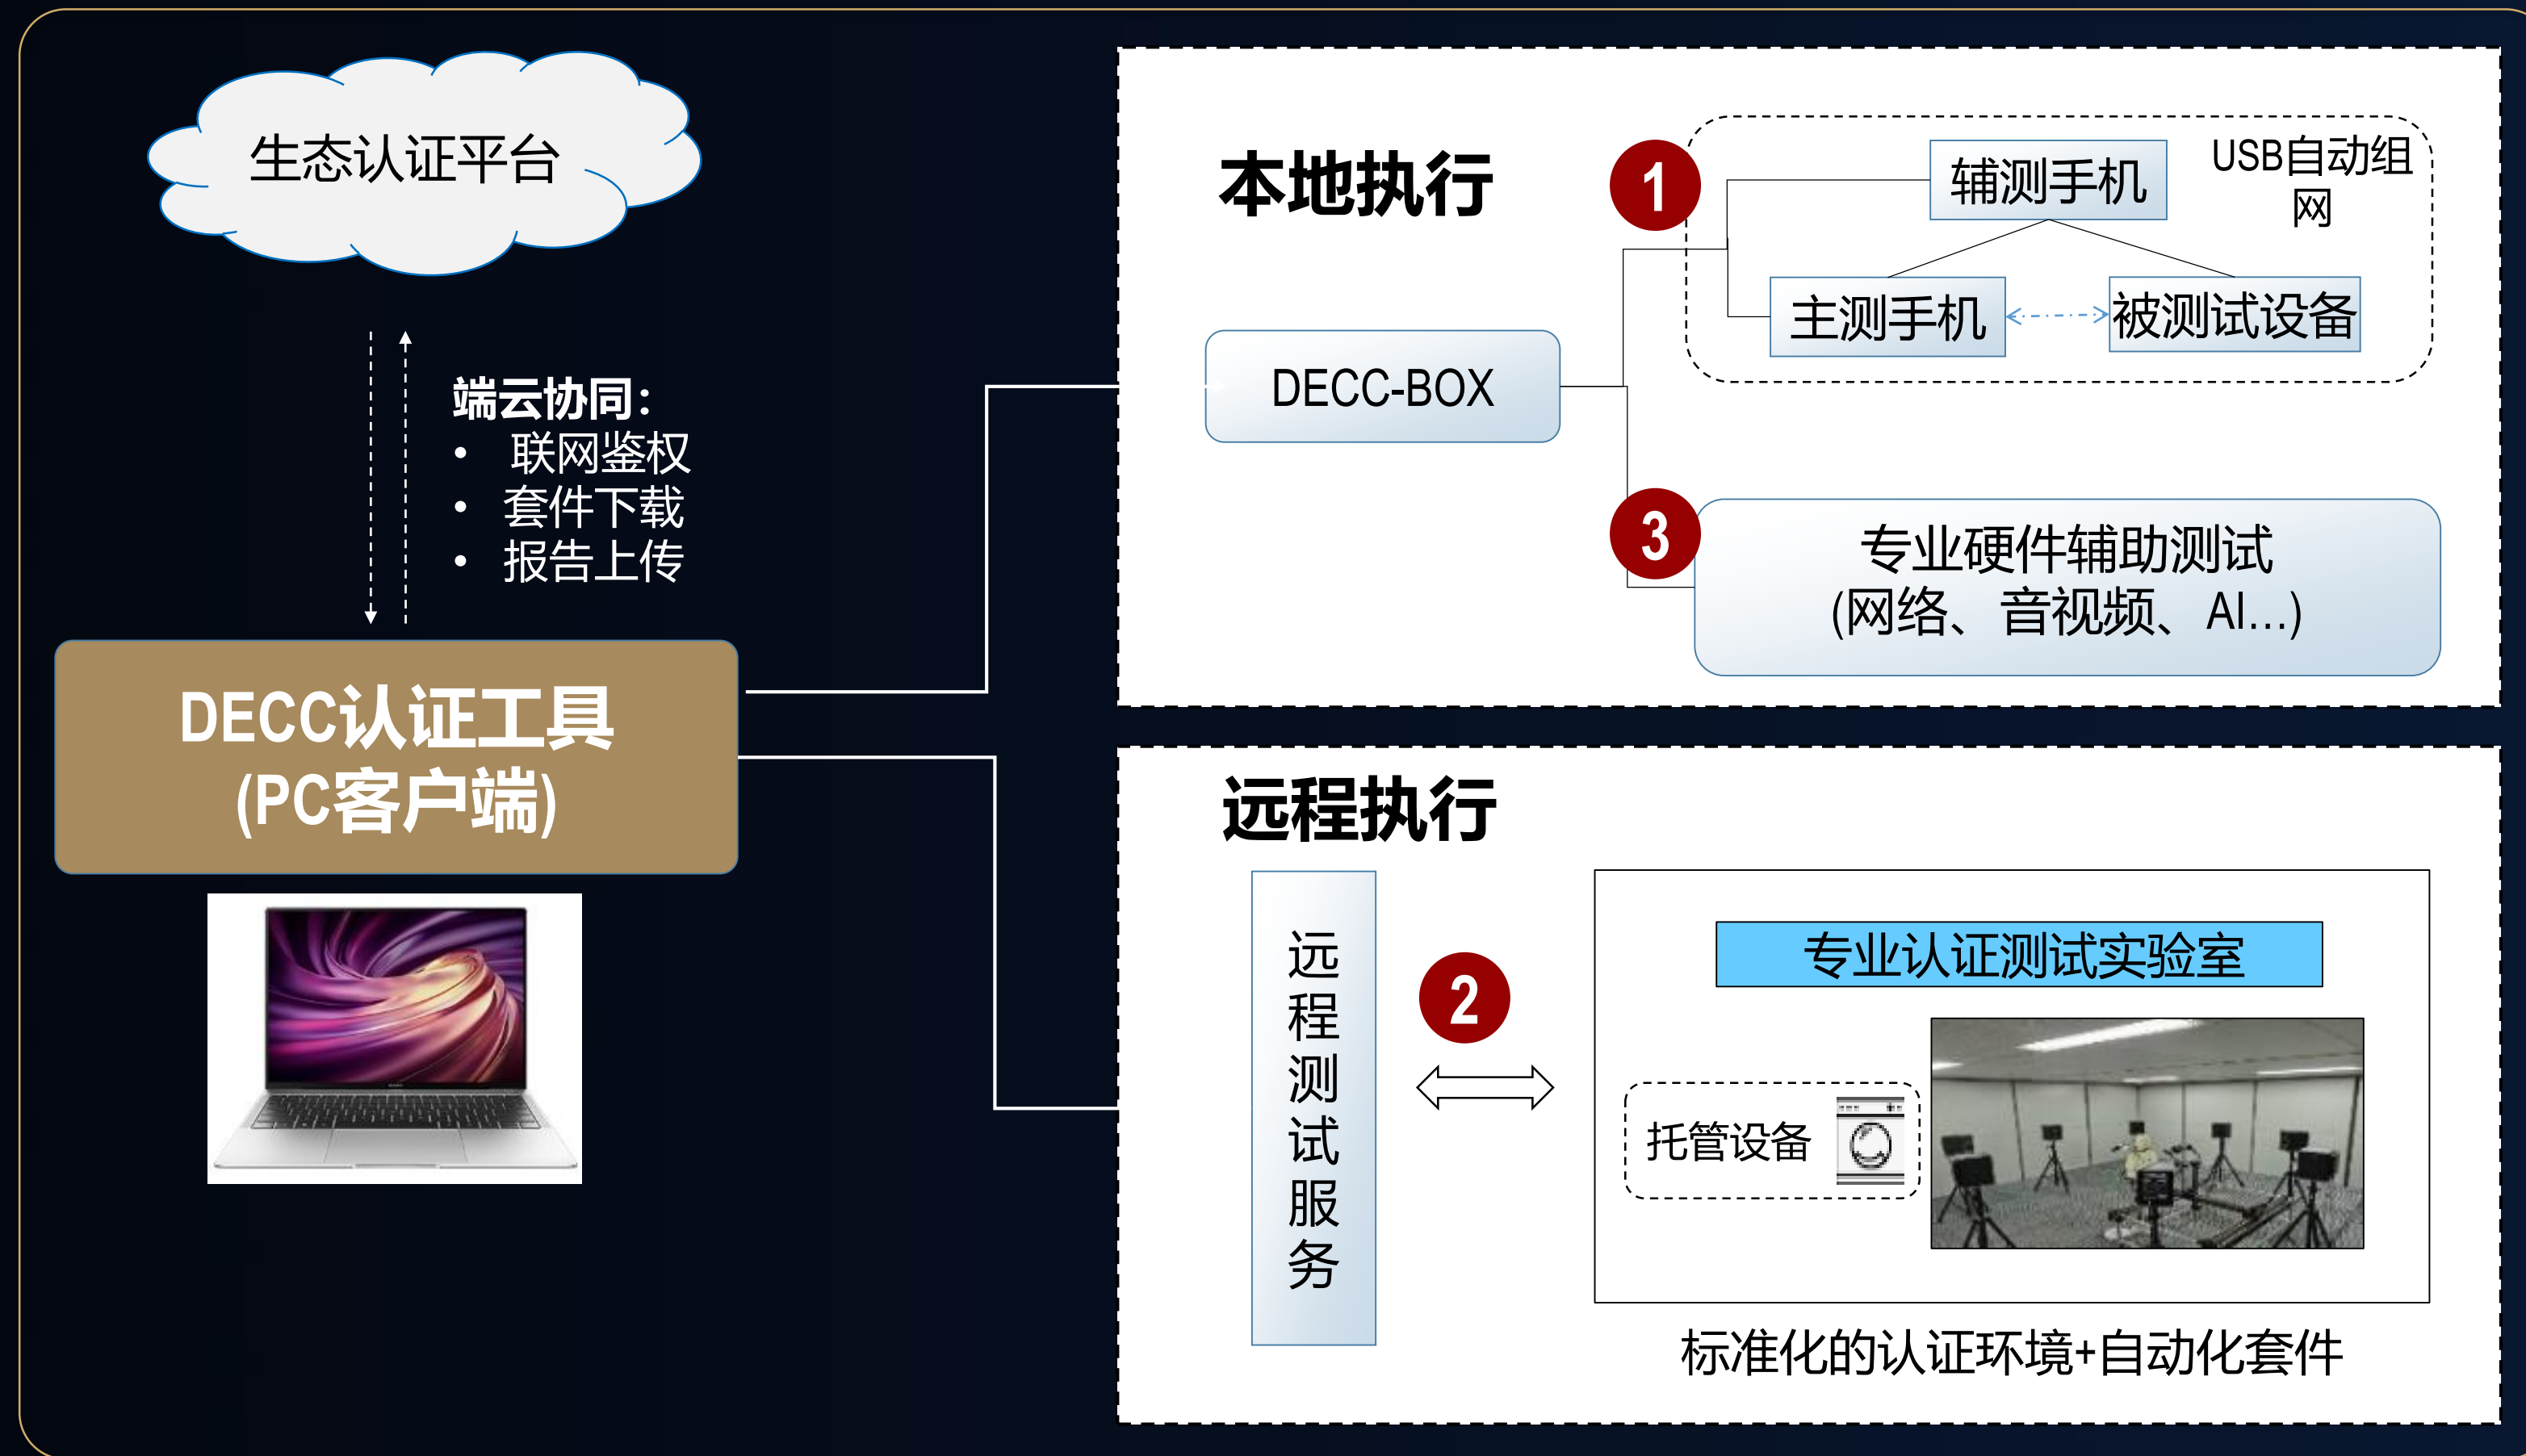 生态认证平台
端云协同：
• 联网鉴权
• 套件下载
• 报告上传
DECC认证工具
(PC客户端)
本地执行
DECC-BOX
1
辅测手机
USB自动组
网
主测手机
被测试设备
3
专业硬件辅助测试
(网络、音视频、AI…)
远程执行
远
程
测
试
服
务
2
专业认证测试实验室
托管设备
标准化的认证环境+自动化套件